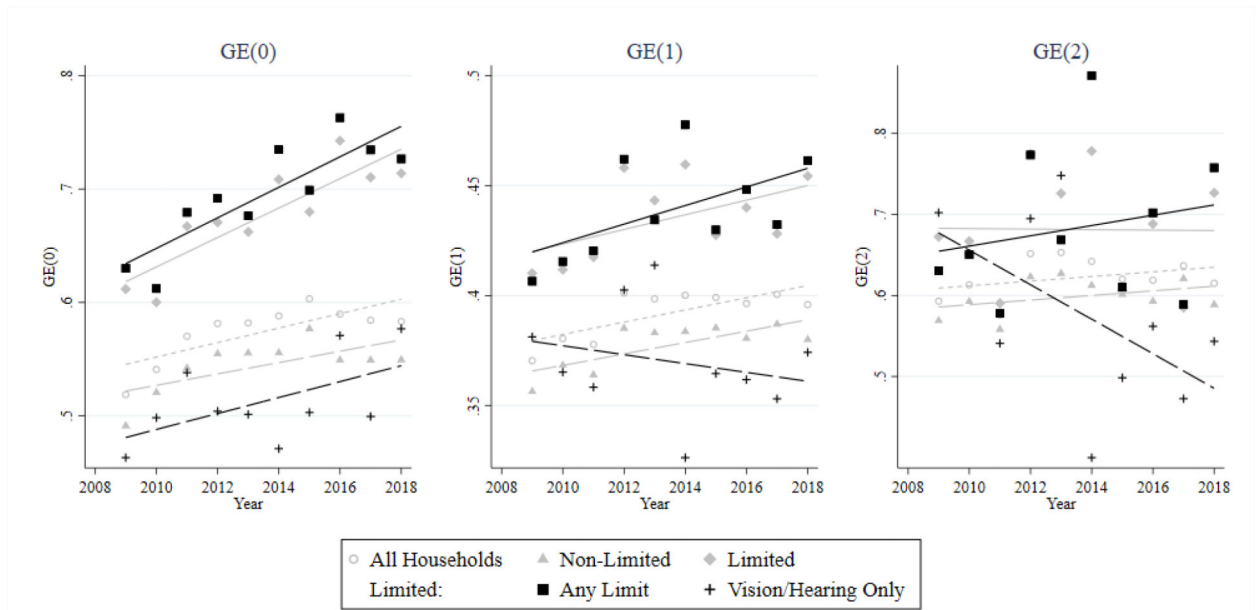 GE(0)
.8
.7
.6
.5
GE(0)
2008 2010 2012 2014 2016 2018
Year
GE(1)
.5
.45
.4
.35
GE(1)
2008 2010 2012 2014 2016 2018
Year
GE(2)
.8
.7
.6
.5
GE(2)
2008 2010 2012 2014 2016 2018
Year
All Households Non-Limited Limited
Limited: Any Limit Vision/Hearing Only